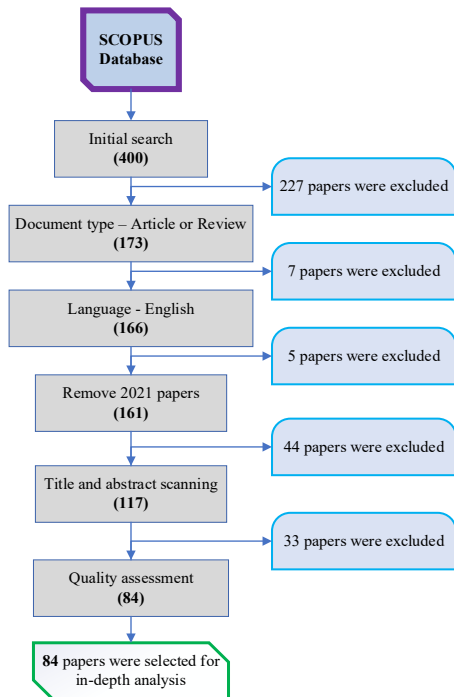 SCOPUS
Database
Initial search
(400)
227 papers were excluded
Document type – Article or Review
(173)
7 papers were excluded
Language - English
(166)
5 papers were excluded
Remove 2021 papers
(161)
44 papers were excluded
Title and abstract scanning
(117)
33 papers were excluded
Quality assessment
(84)
84 papers were selected for
in-depth analysis